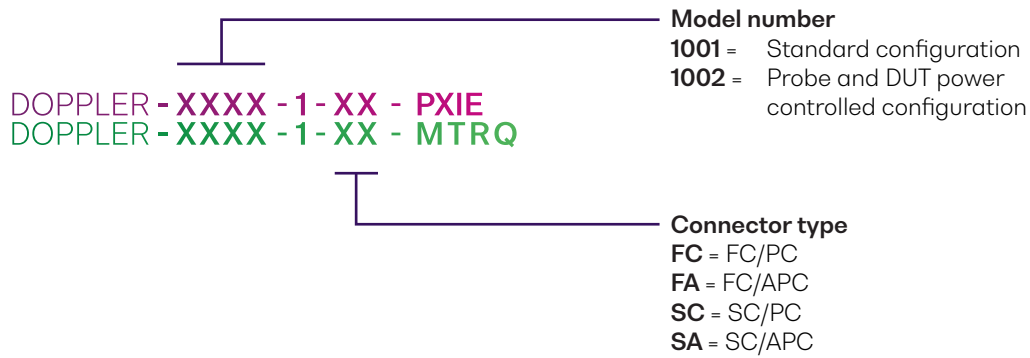 Model number
1001 = Standard configuration
1002 = Probe and DUT power
controlled configuration
DOPPLER - XXXX - 1 - XX - PXIE
DOPPLER - XXXX - 1 - XX - MTRQ
Connector type
FC = FC/PC
FA = FC/APC
SC = SC/PC
SA = SC/APC